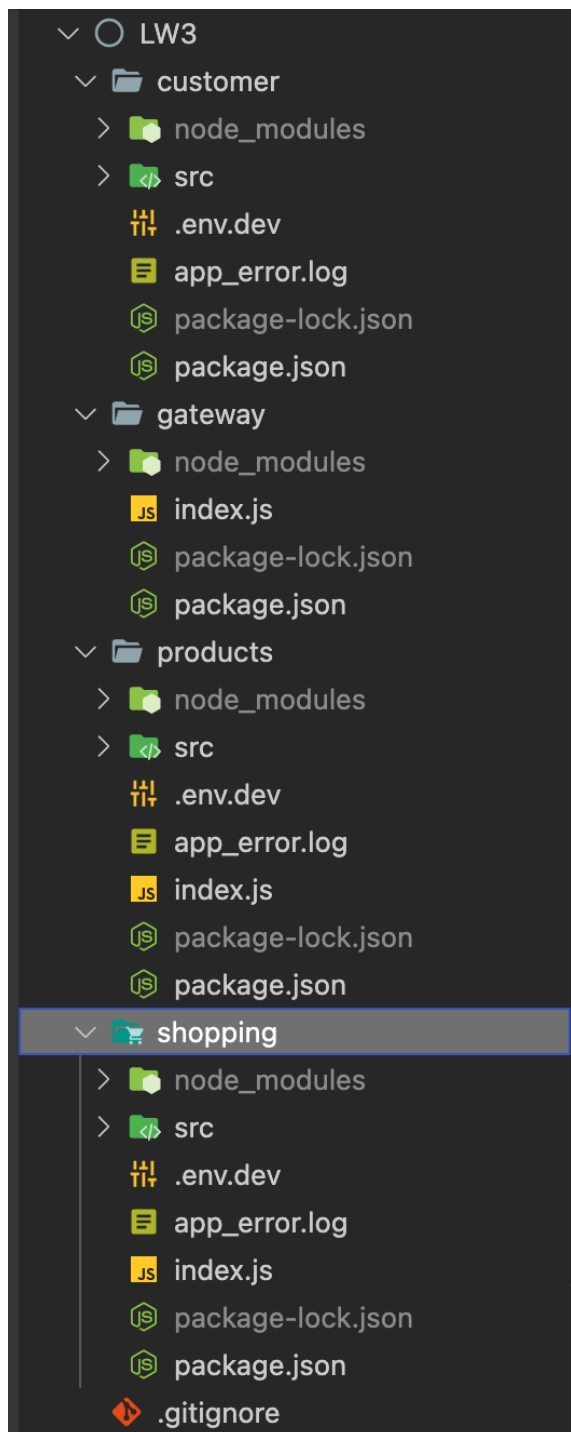 LW3
customer
node_modules
src
.env.dev
app_error.log
package-lock.json
package.json
gateway
node_modules
index.js
package-lock.json
package.json
products
node_modules
src
.env.dev
app_error.log
index.js
package-lock.json
package.json
shopping
node_modules
src
.env.dev
app_error.log
index.js
package-lock.json
package.json
.gitignore